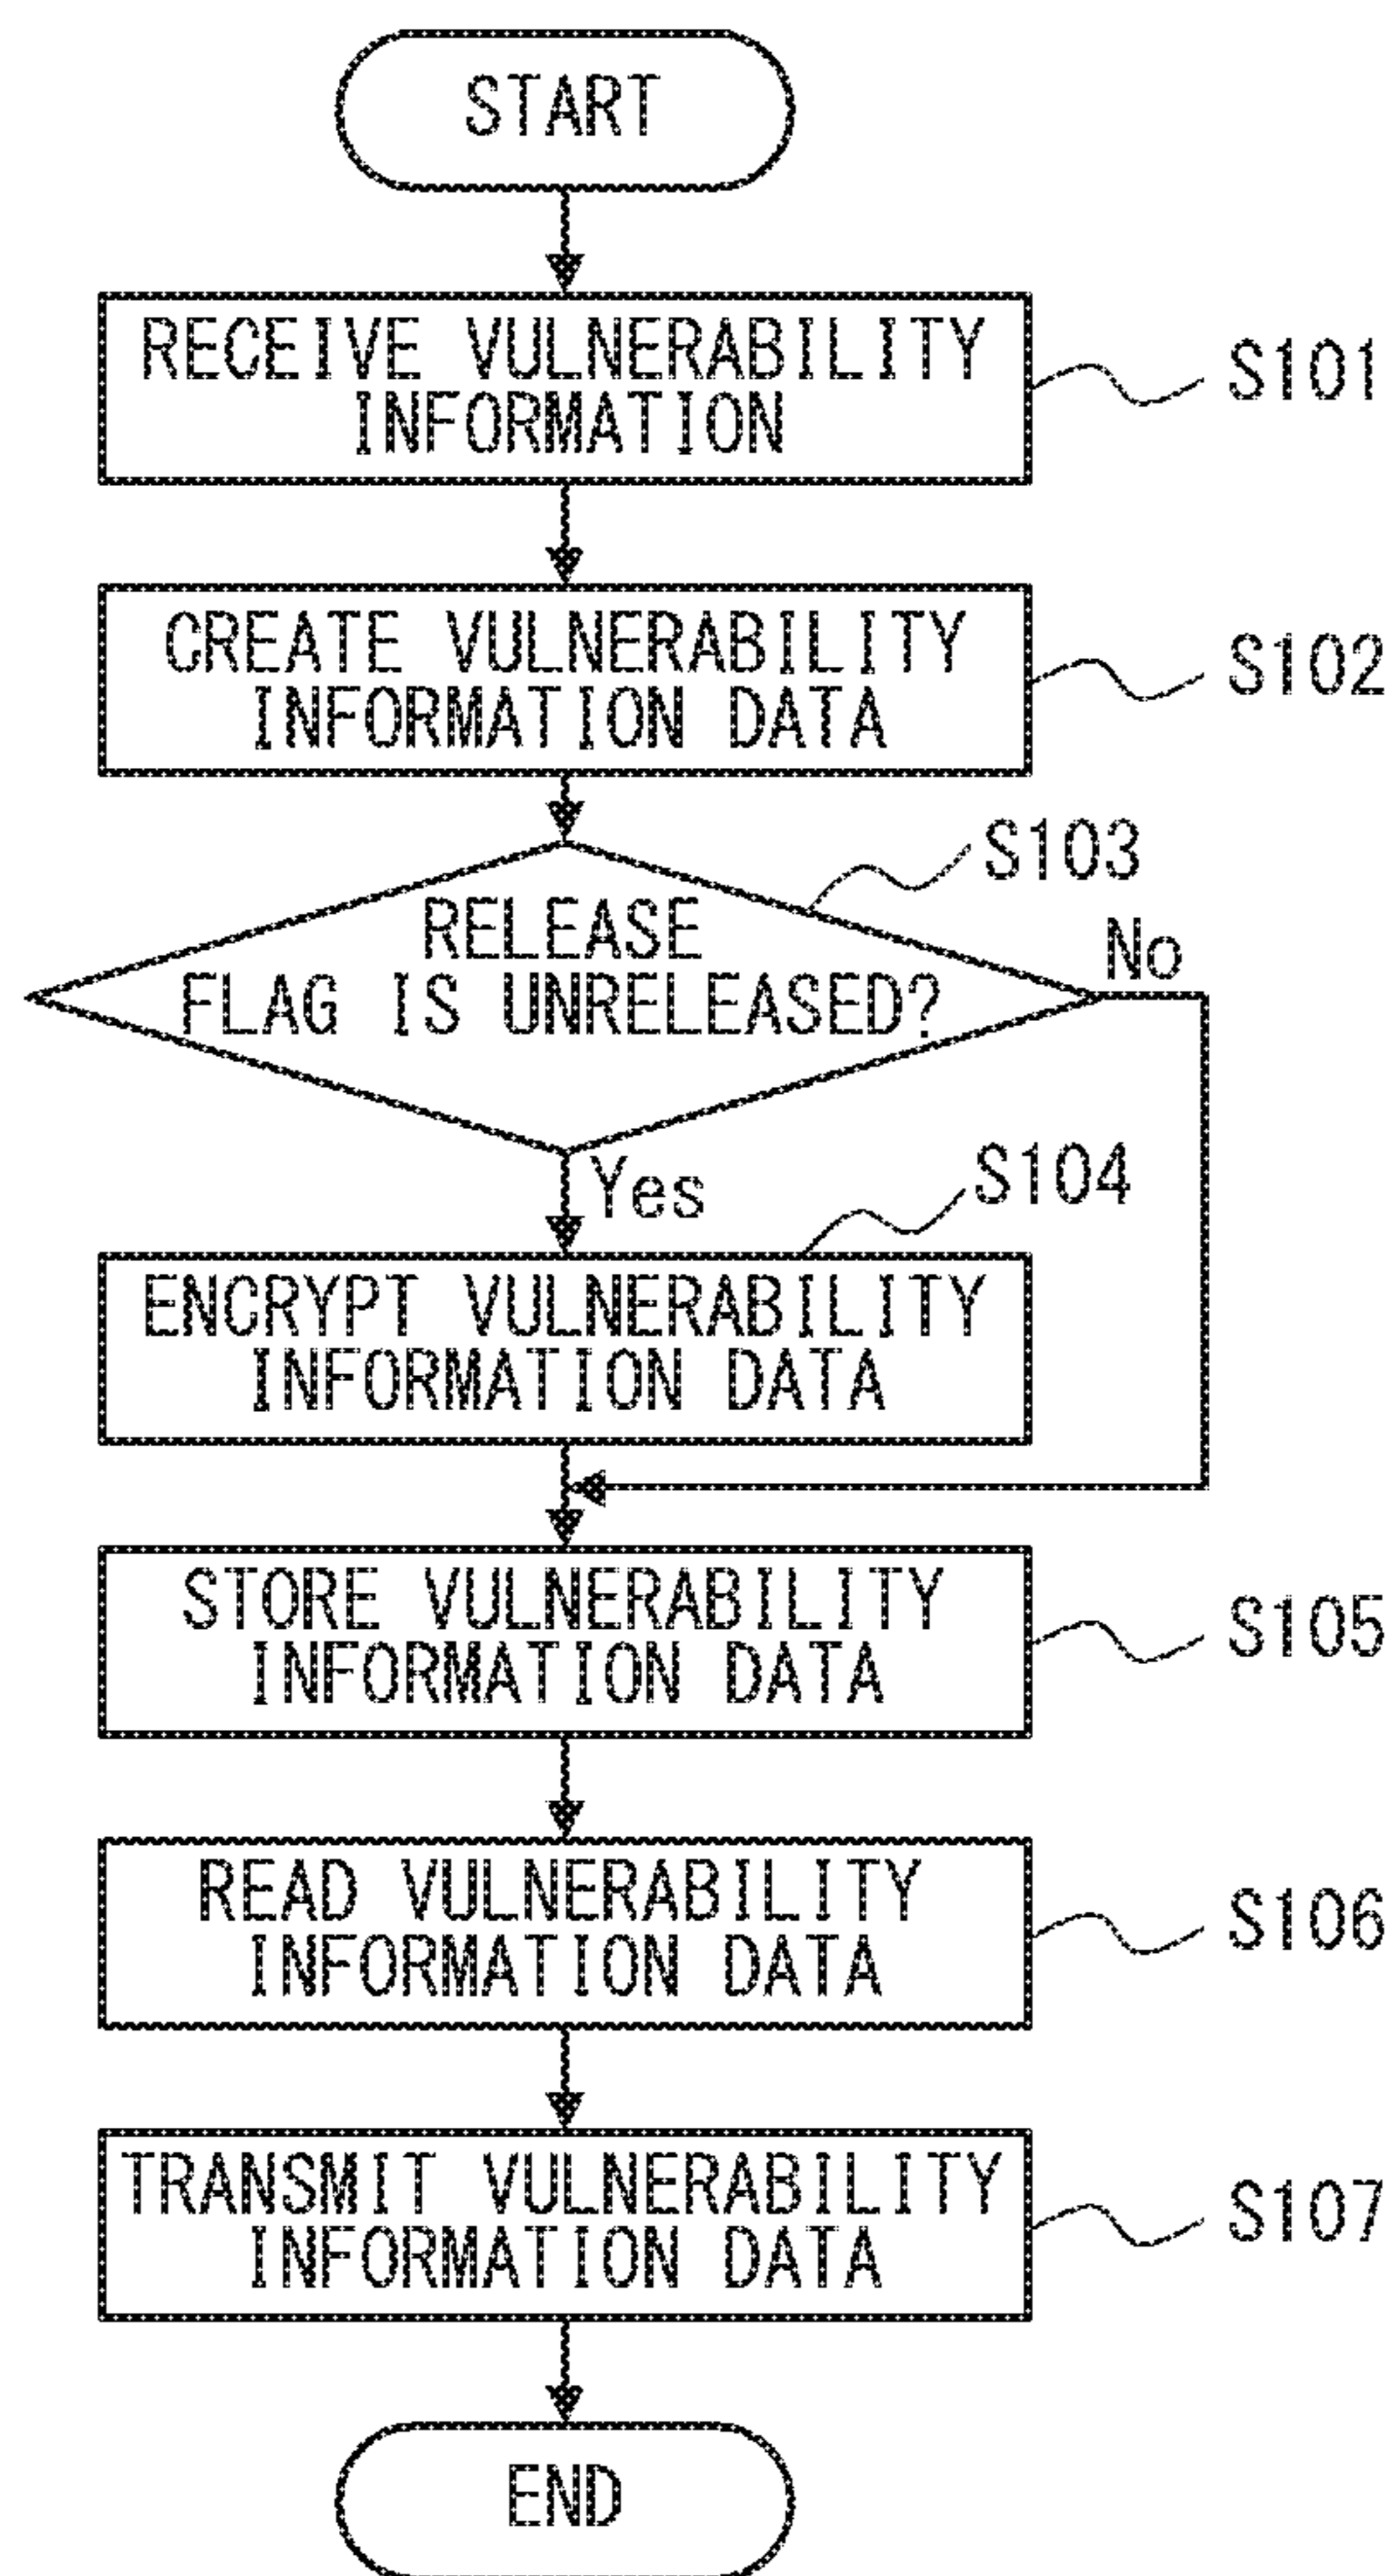 START
RECEIVE VULNERABILITY
INFORMATION
S101
CREATE VULNERABILITY
INFORMATION DATA
S102
S103
RELEASE
FLAG IS UNRELEASED?
No
Yes
S104
ENCRYPT VULNERABILITY
INFORMATION DATA
STORE VULNERABILITY
INFORMATION DATA
S105
READ VULNERABILITY
INFORMATION DATA
S106
TRANSMIT VULNERABILITY
INFORMATION DATA
S107
END